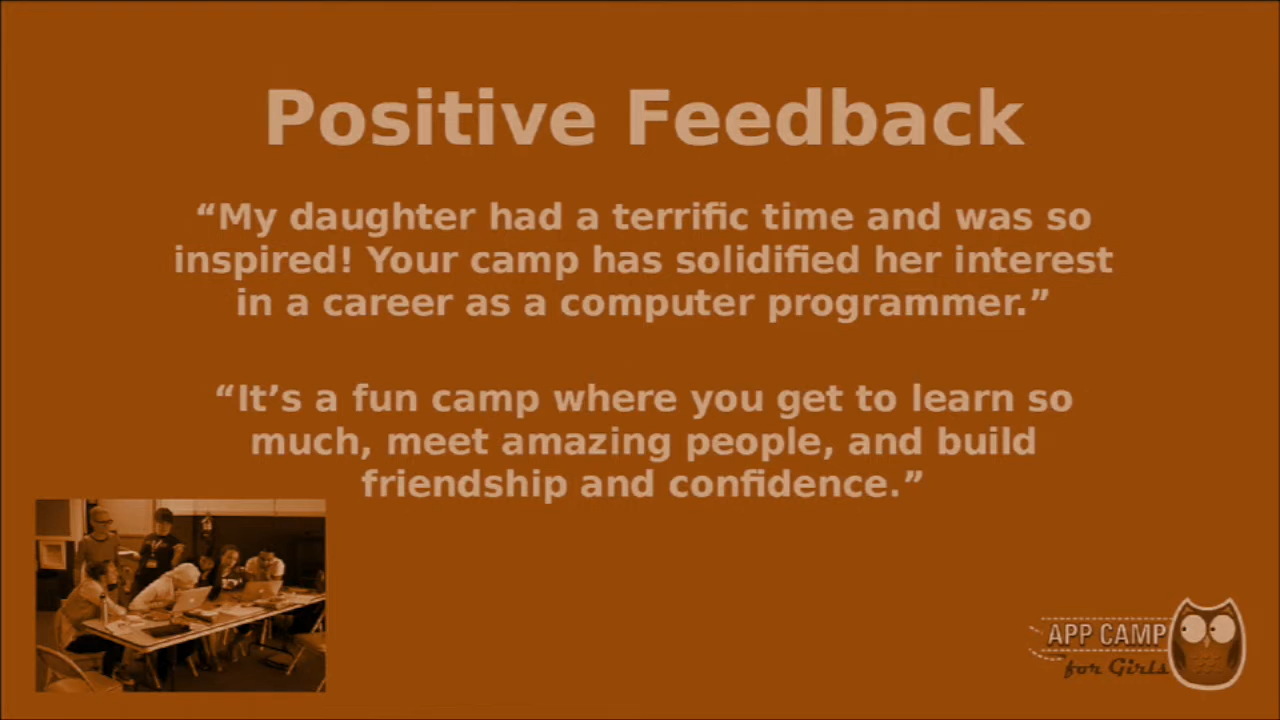 Positive Feedback
“My daughter had a terrific time and was so
inspired! Your camp has solidified her interest
in a career as a computer programmer.”
“It’s a fun camp where you get to learn so
much, meet amazing people, and build
friendship and confidence.”
APP CAMP
for Girls